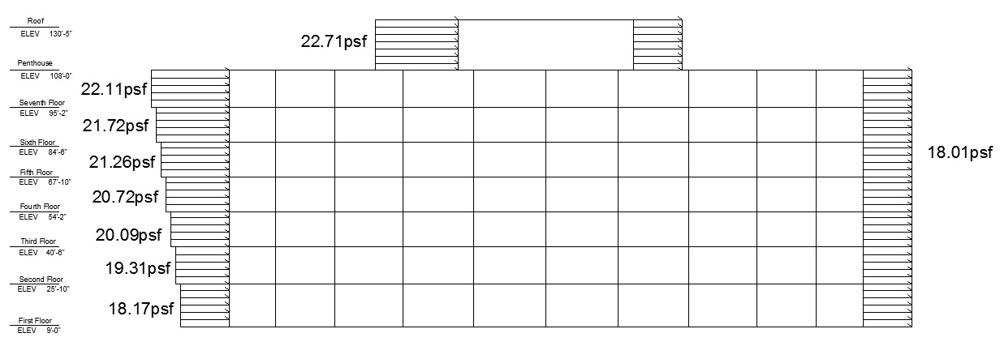 Roof
ELEV 130'-5"
22.71psf
Penthouse
ELEV 108'-0"
22.11psf
Seventh Floor
ELEV 95'-2"
21.72psf
Sixth Floor
ELEV 84'-6"
18.01psf
21.26psf
Fifth Floor
ELEV 67'-10"
20.72psf
Fourth Floor
ELEV 54'-2"
20.09psf
Third Floor
ELEV 40'-6"
19.31psf
Second Floor
ELEV 25'-10"
18.17psf
First Floor
ELEV 9'-0"